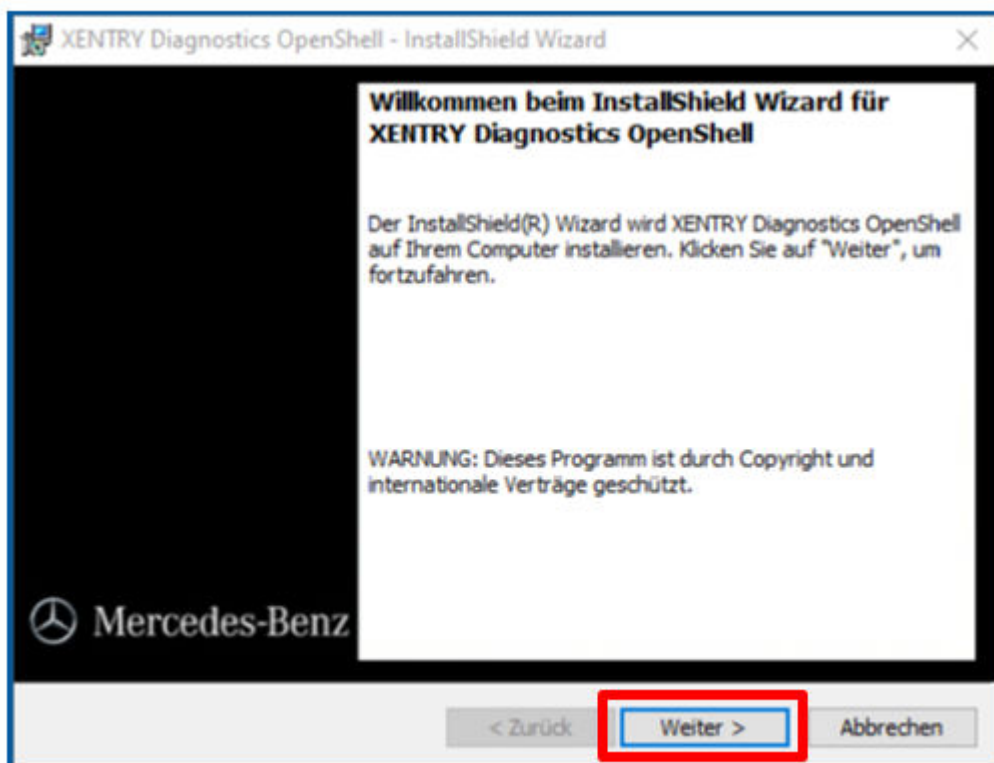 XENTRY Diagnostics OpenShell - InstallShield Wizard
Willkommen beim InstallShield Wizard für
XENTRY Diagnostics OpenShell
Der InstallShield(R) Wizard wird XENTRY Diagnostics OpenShell
auf Ihrem Computer installieren. Klicken Sie auf "Weiter", um
fortzufahren.
WARNUNG: Dieses Programm ist durch Copyright und
internationale Verträge geschützt.
Mercedes-Benz
< Zurück Weiter > Abbrechen